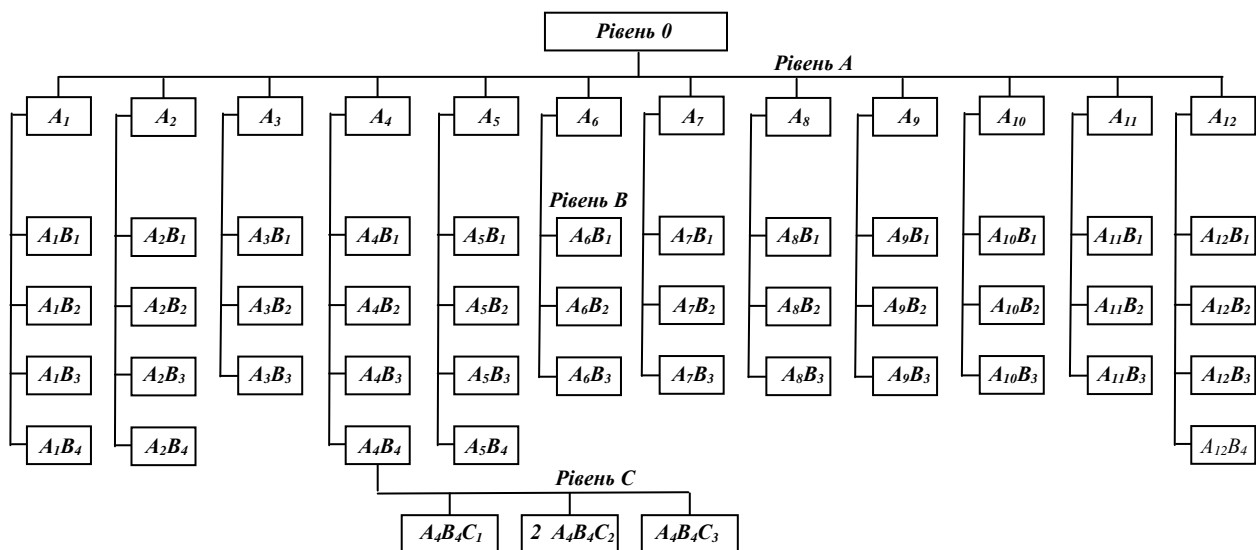 Рівень 0
Рівень А
A₁ A₂ A₃ A₄ A₅ A₆ A₇ A₈ A₉ A₁₀ A₁₁ A₁₂
Рівень В
A₁B₁ A₂B₁ A₃B₁ A₄B₁ A₅B₁ A₆B₁ A₇B₁ A₈B₁ A₉B₁ A₁₀B₁ A₁₁B₁ A₁₂B₁
A₁B₂ A₂B₂ A₃B₂ A₄B₂ A₅B₂ A₆B₂ A₇B₂ A₈B₂ A₉B₂ A₁₀B₂ A₁₁B₂ A₁₂B₂
A₁B₃ A₂B₃ A₃B₃ A₄B₃ A₅B₃ A₆B₃ A₇B₃ A₈B₃ A₉B₃ A₁₀B₃ A₁₁B₃ A₁₂B₃
A₁B₄ A₂B₄ A₄B₄ A₅B₄ A₁₂B₄
Рівень С
A₄B₄C₁ 2 A₄B₄C₂ A₄B₄C₃